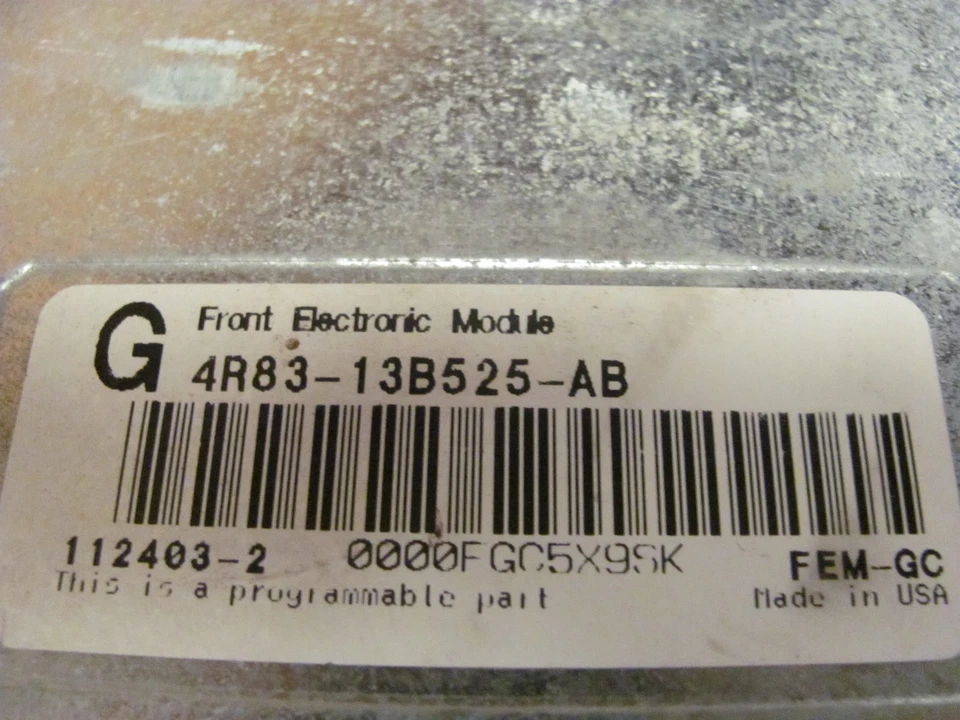 G Front Electronic Module
4R83-13B525-AB
112403-2 0000FGC5X9SK FEM-GC
This is a programmable part Made in USA